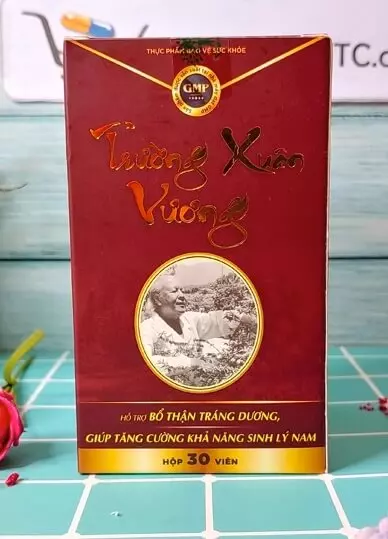 TC.c
THỰC PHẨM BẢO VỆ SỨC KHỎE
GMP
Trường Xuân
Vương
HỖ TRỢ BỔ THẬN TRÁNG DƯƠNG,
GIÚP TĂNG CƯỜNG KHẢ NĂNG SINH LÝ NAM
HỘP 30 VIÊN